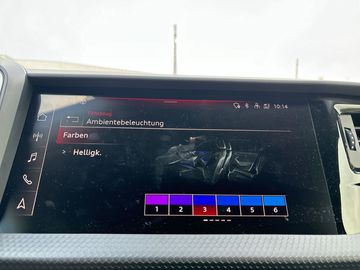 10:14
Fahrzeug
Ambientebeleuchtung
Farben
> Helligk.
1 2 3 4 5 6